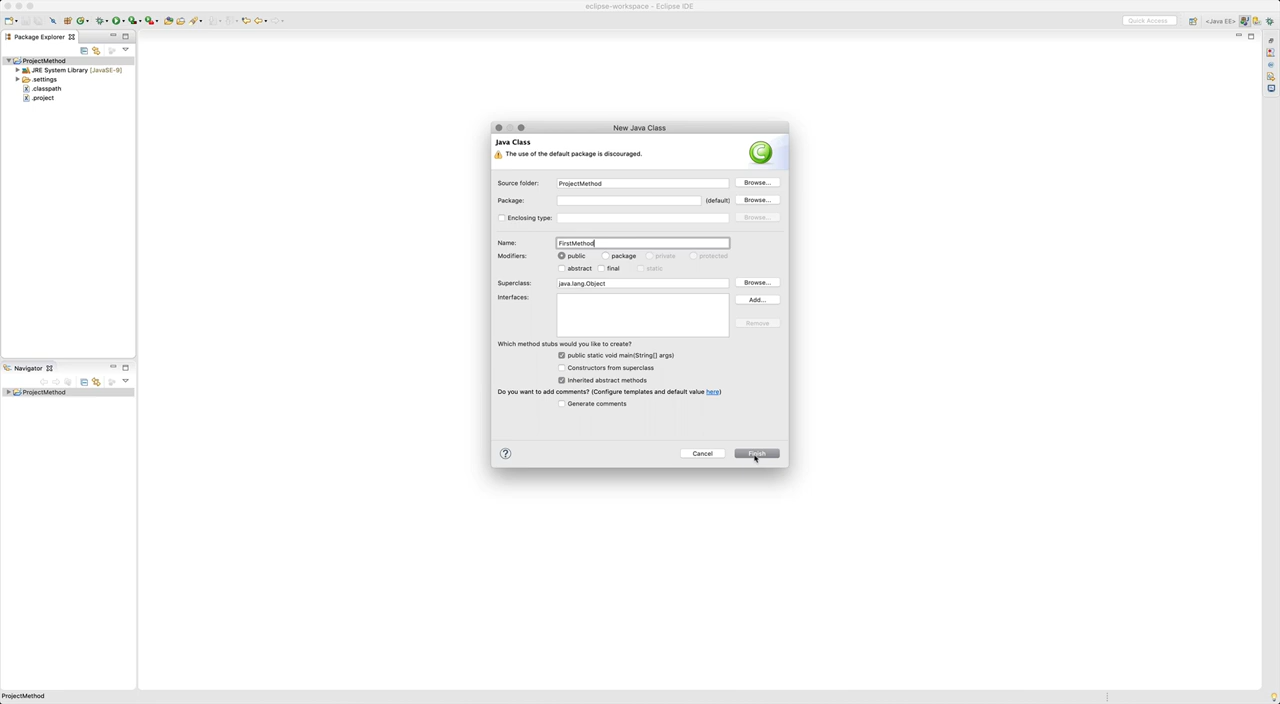 eclipse-workspace - Eclipse IDE
Quick Access
<Java EE>
Package Explorer
ProjectMethod
JRE System Library [JavaSE-9]
.settings
.classpath
.project
New Java Class
Java Class
The use of the default package is discouraged.
Source folder: ProjectMethod Browse...
Package: (default) Browse...
Enclosing type: Browse...
Name: FirstMethod
Modifiers: public package private protected
abstract final static
Superclass: java.lang.Object Browse...
Interfaces: Add...
Remove
Which method stubs would you like to create?
public static void main(String[] args)
Constructors from superclass
Inherited abstract methods
Do you want to add comments? (Configure templates and default value here)
Generate comments
? Cancel Finish
Navigator
ProjectMethod
ProjectMethod